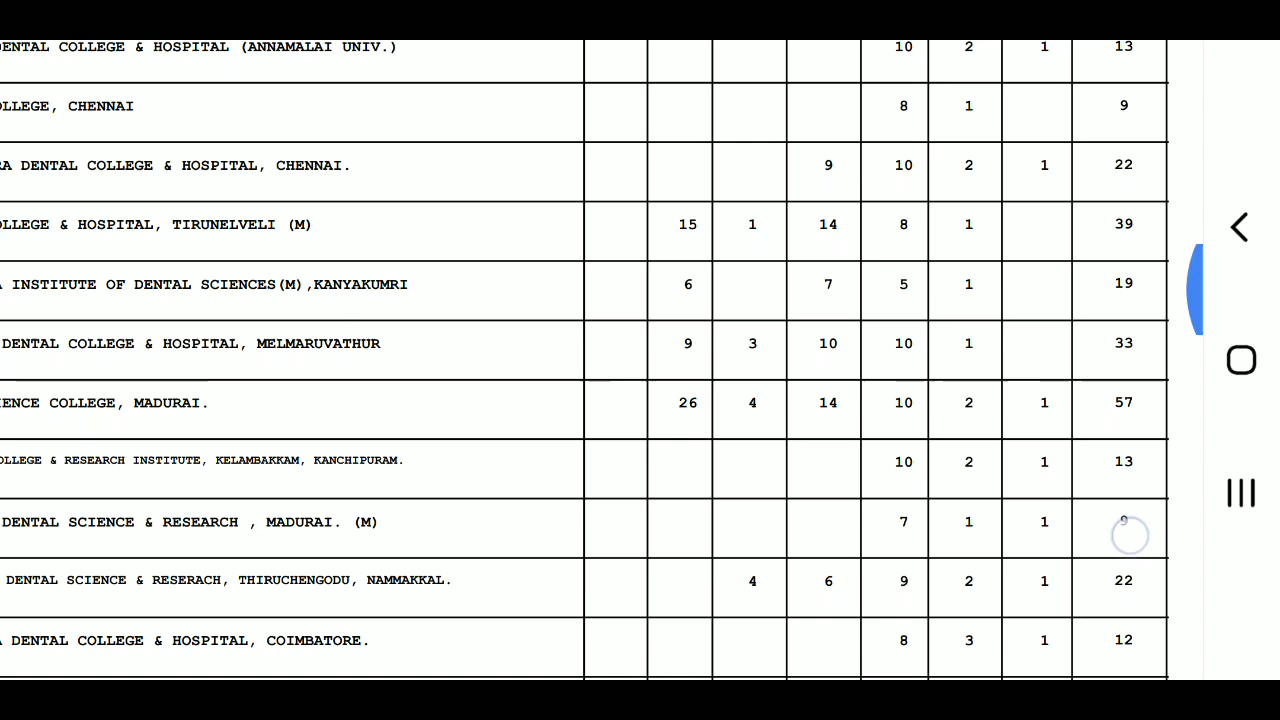 DENTAL COLLEGE & HOSPITAL (ANNAMALAI UNIV.) 10 2 1 13
OLLEGE, CHENNAI 8 1 9
RA DENTAL COLLEGE & HOSPITAL, CHENNAI. 9 10 2 1 22
OLLEGE & HOSPITAL, TIRUNELVELI (M) 15 1 14 8 1 39
A INSTITUTE OF DENTAL SCIENCES(M),KANYAKUMRI 6 7 5 1 19
DENTAL COLLEGE & HOSPITAL, MELMARUVATHUR 9 3 10 10 1 33
IENCE COLLEGE, MADURAI. 26 4 14 10 2 1 57
OLLEGE & RESEARCH INSTITUTE, KELAMBAKKAM, KANCHIPURAM. 10 2 1 13
DENTAL SCIENCE & RESEARCH , MADURAI. (M) 7 1 1 9
DENTAL SCIENCE & RESERACH, THIRUCHENGODU, NAMMAKKAL. 4 6 9 2 1 22
A DENTAL COLLEGE & HOSPITAL, COIMBATORE. 8 3 1 12